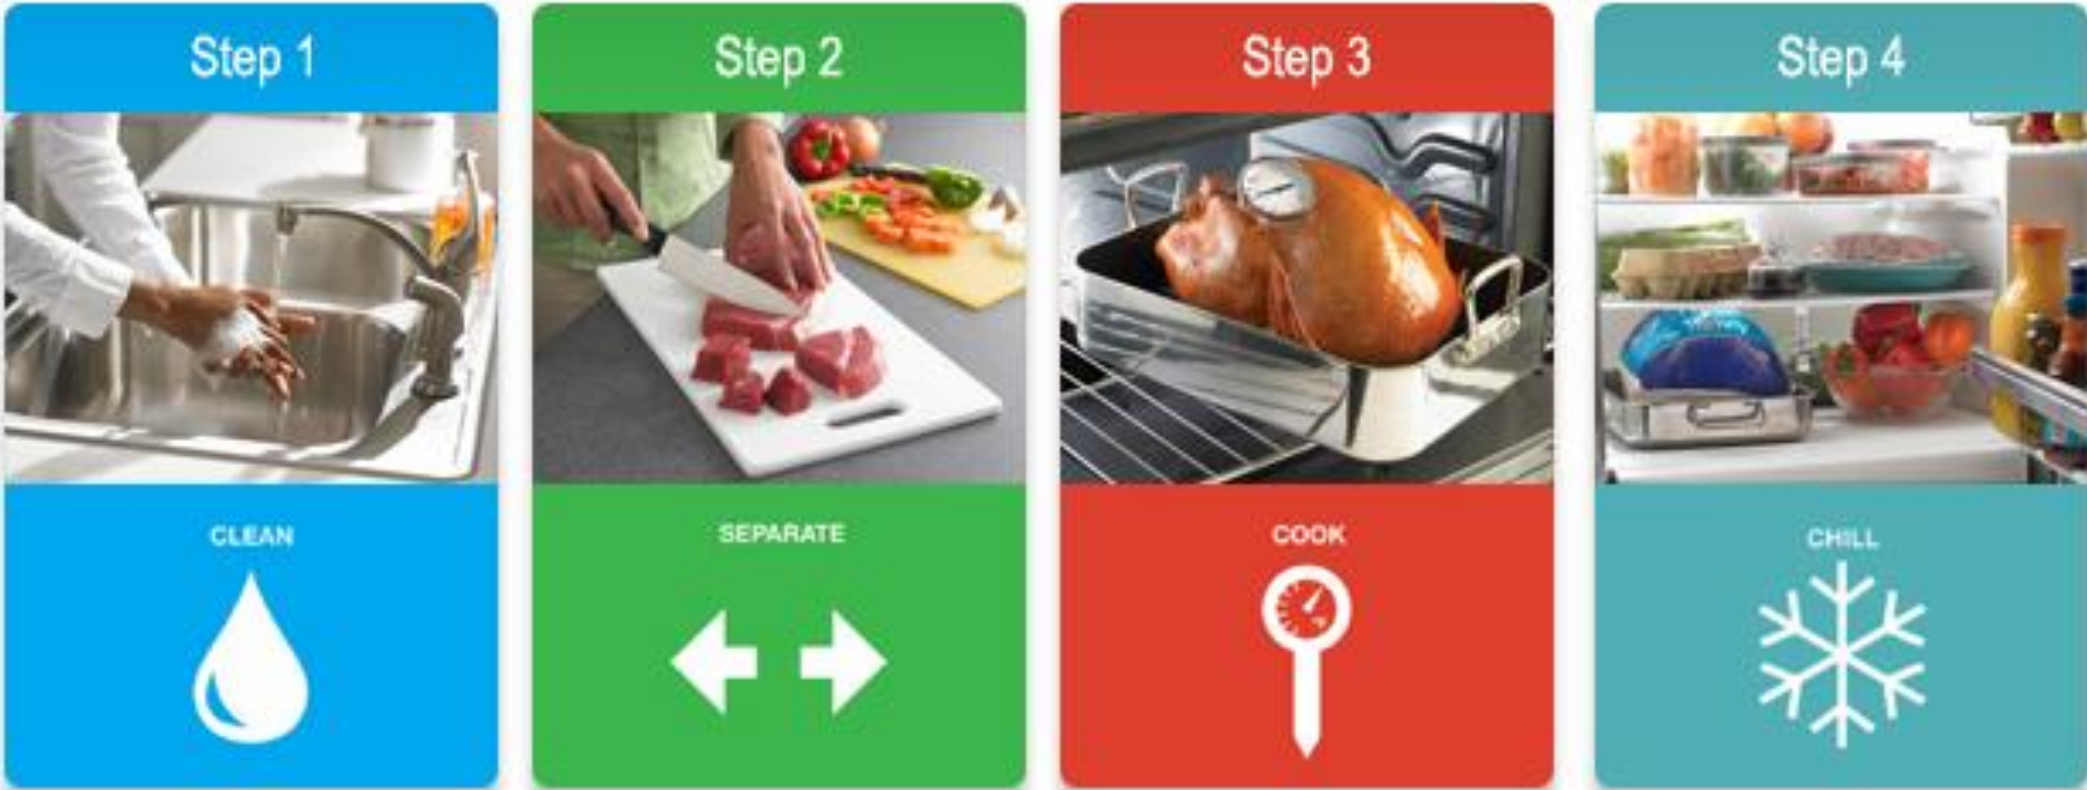 Step 1
Step 2
Step 3
Step 4
CLEAN
SEPARATE
COOK
CHILL